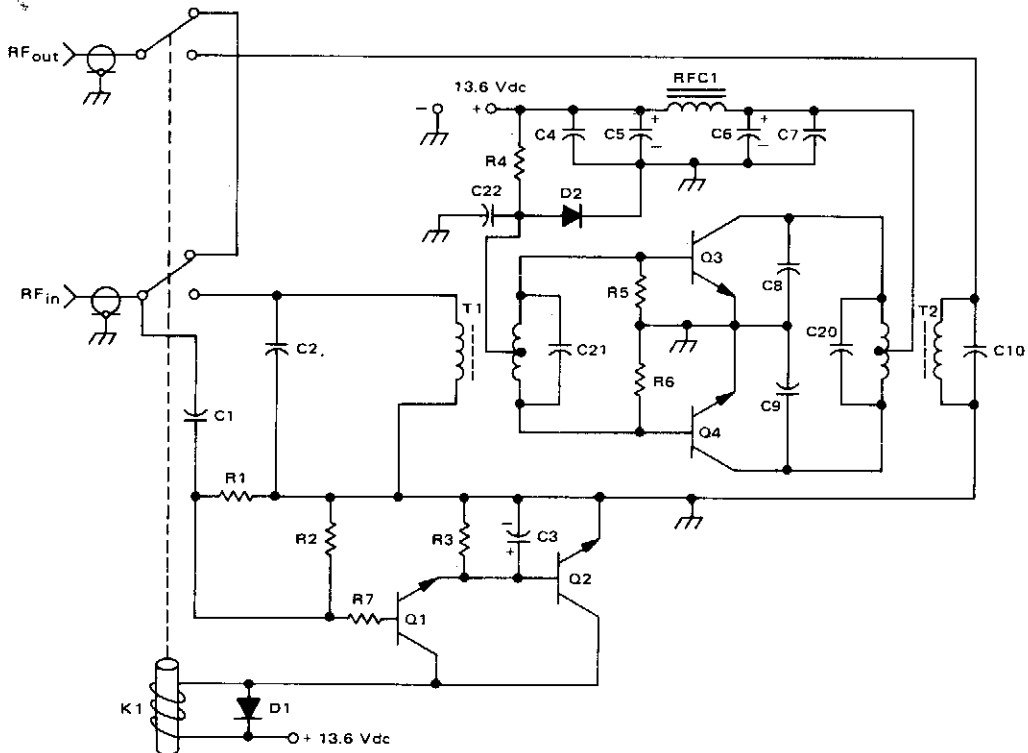 RFout
13.6 Vdc
RFC1
−
+
C4
C5
+
−
C6
+
−
C7
R4
C22
D2
Q3
C8
RFin
T1
R5
C21
C20
T2
C2
R6
C10
C9
C1
Q4
R1
R2
R3
−
C3
+
Q2
R7
Q1
K1
D1
+ 13.6 Vdc